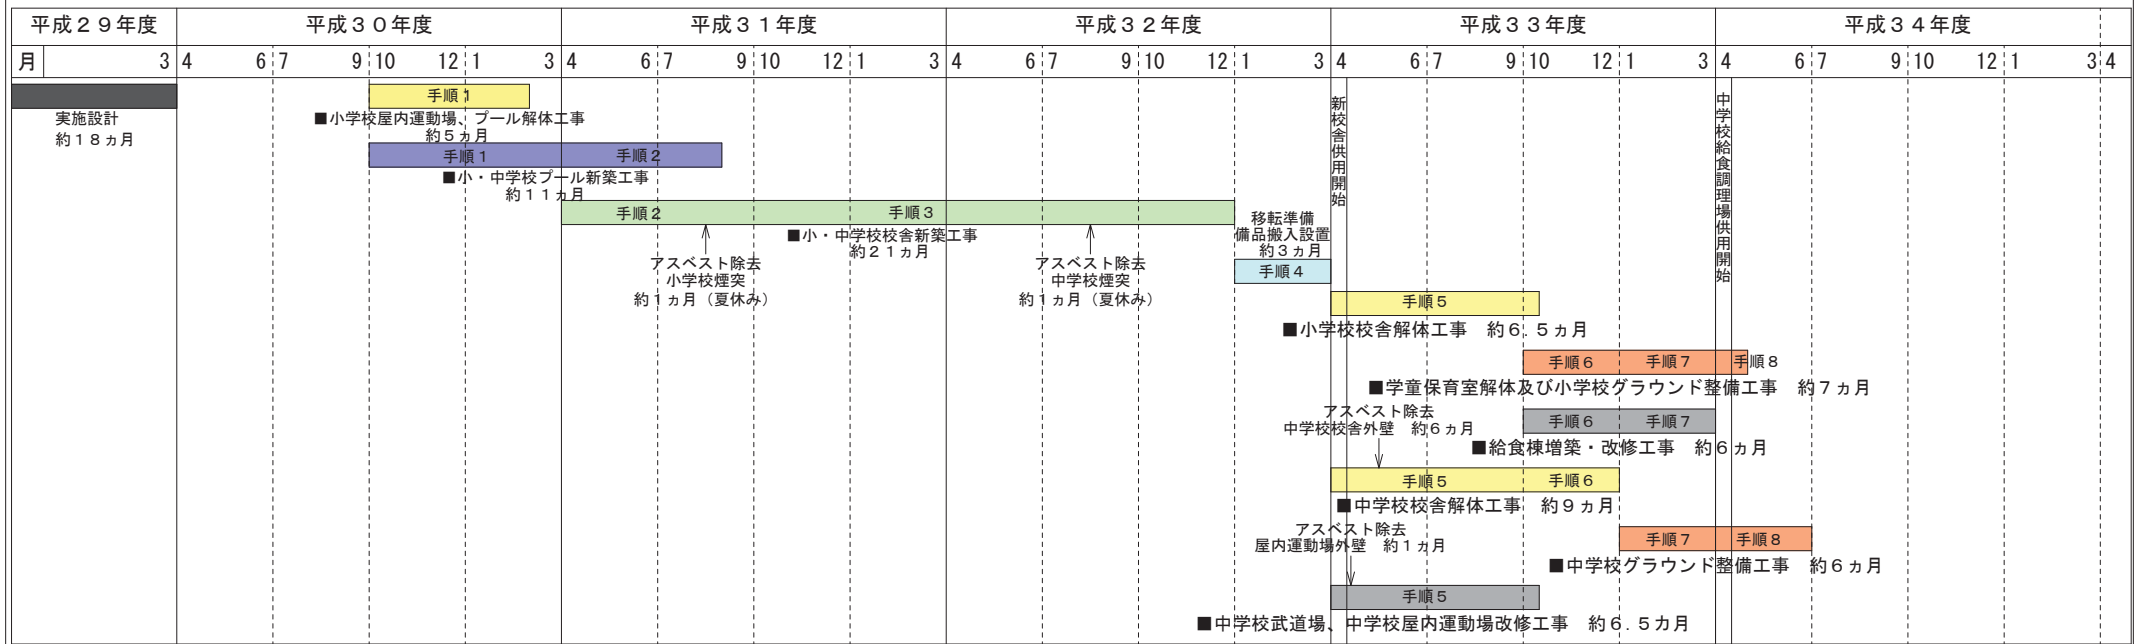 平成２９年度 平成３０年度 平成３１年度 平成３２年度 平成３３年度 平成３４年度
月 3 4 6 7 9 10 12 1 3 4 6 7 9 10 12 1 3 4 6 7 9 10 12 1 3 4 6 7 9 10 12 1 3 4 6 7 9 10 12 1 3 4
実施設計
約１８ヵ月
手順１
■小学校屋内運動場、プール解体工事
約５ヵ月
手順１ 手順２
■小・中学校プール新築工事
約１１ヵ月
手順２ 手順３
■小・中学校校舎新築工事
約２１ヵ月
アスベスト除去
小学校煙突
約１ヵ月（夏休み）
アスベスト除去
中学校煙突
約１ヵ月（夏休み）
移転準備
備品搬入設置
約３ヵ月
手順４
新校舎供用開始
中学校給食調理場供用開始
手順５
■小学校校舎解体工事　約６.５ヵ月
手順６ 手順７ 手順８
■学童保育室解体及び小学校グラウンド整備工事　約７ヵ月
手順６ 手順７
■給食棟増築・改修工事　約６ヵ月
アスベスト除去
中学校校舎外壁　約６ヵ月
手順５ 手順６
■中学校校舎解体工事　約９ヵ月
手順７ 手順８
■中学校グラウンド整備工事　約６ヵ月
アスベスト除去
屋内運動場外壁　約１ヵ月
手順５
■中学校武道場、中学校屋内運動場改修工事　約６.５カ月